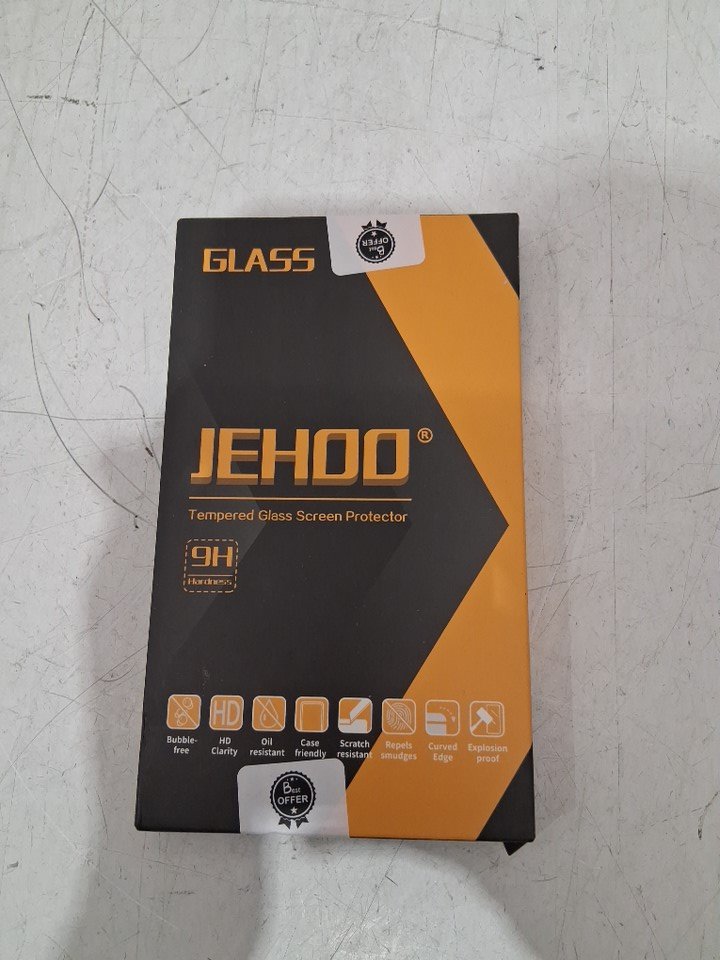 GLASS
Best
OFFER
JEHOO®
Tempered Glass Screen Protector
9H
Hardness
HD
Bubble-
free
HD
Clarity
Oil
resistant
Case
friendly
Scratch
resistant
Repels
smudges
Curved
Edge
Explosion
proof
Best
OFFER